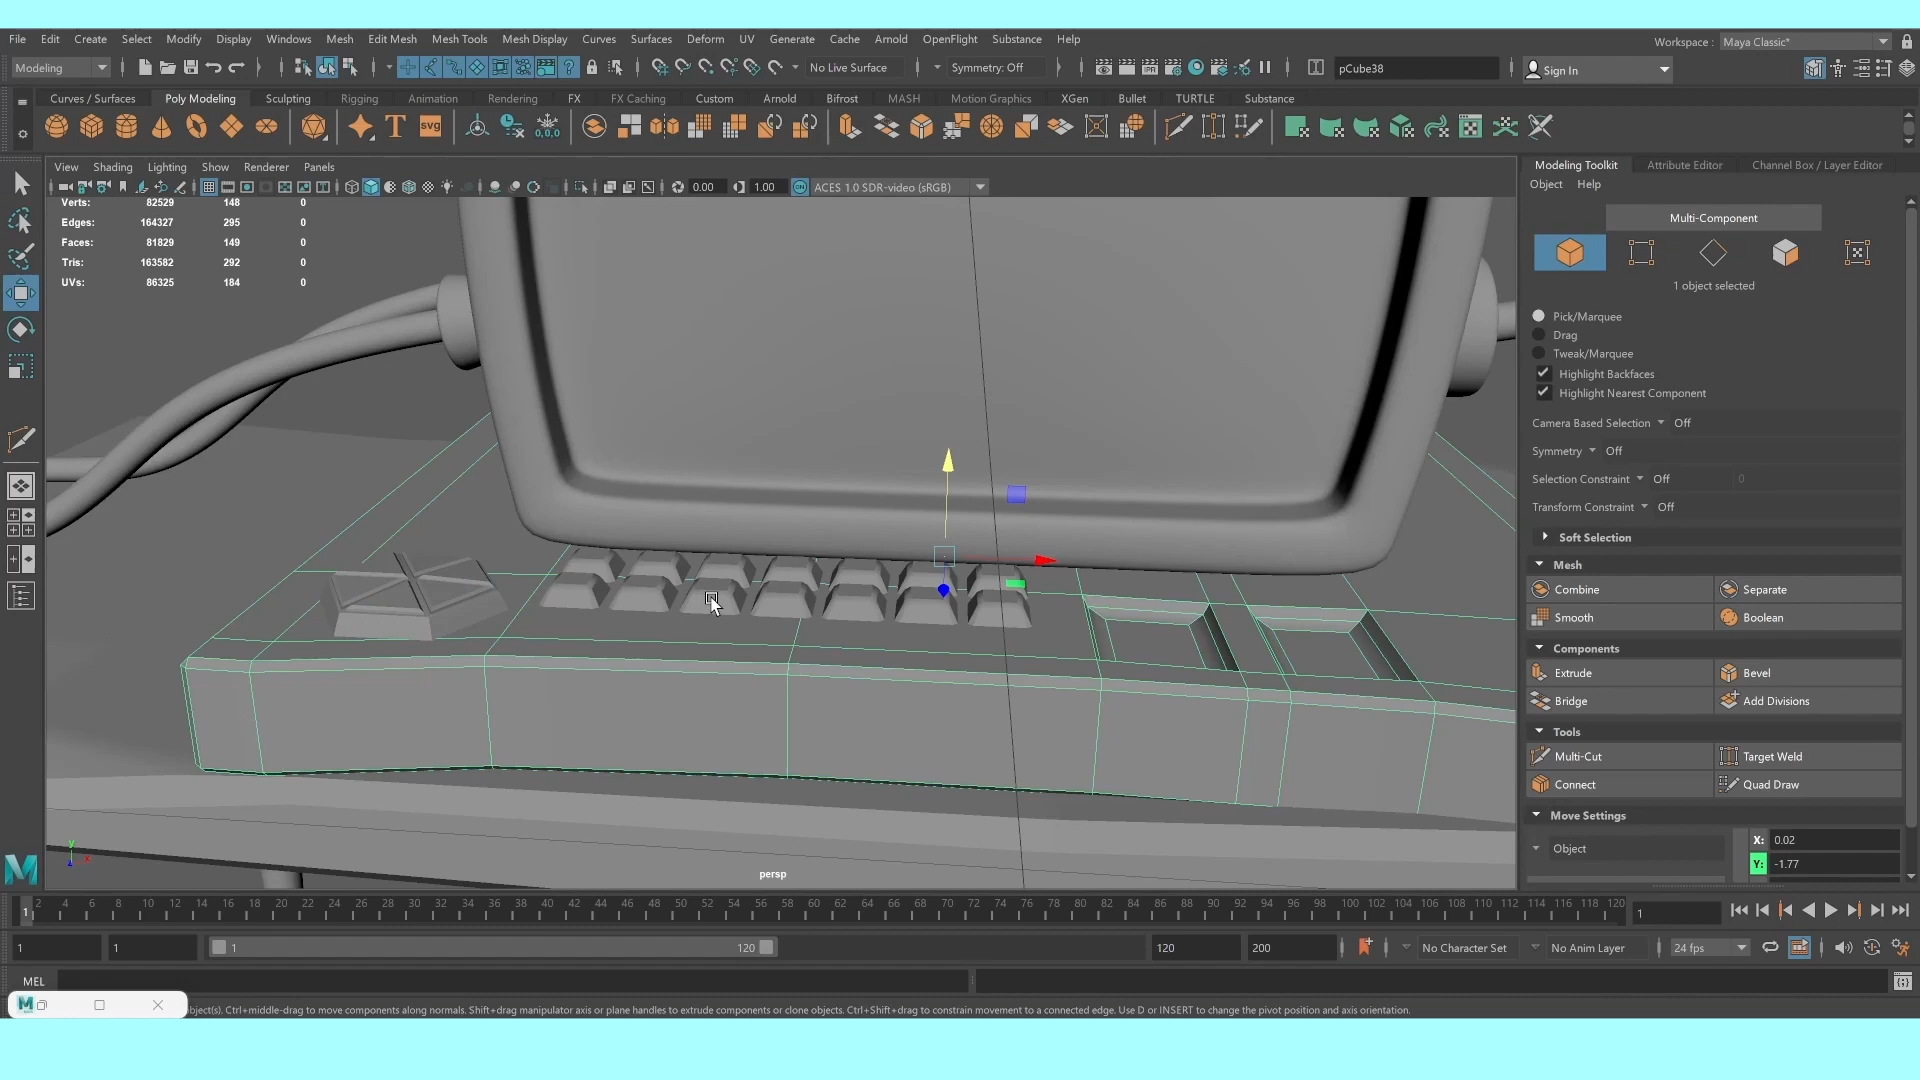 File Edit Create Select Modify Display Windows Mesh Edit Mesh Mesh Tools Mesh Display Curves Surfaces Deform UV Generate Cache Arnold OpenFlight Substance Help
Workspace : Maya Classic*
Modeling
No Live Surface
Symmetry: Off
pCube38
Sign In
Curves / Surfaces Poly Modeling Sculpting Rigging Animation Rendering FX FX Caching Custom Arnold Bifrost MASH Motion Graphics XGen Bullet TURTLE Substance
T svg 0,0,0
View Shading Lighting Show Renderer Panels
0.00 1.00 ON ACES 1.0 SDR-video (sRGB)
Verts: 82529 148 0
Edges: 164327 295 0
Faces: 81829 149 0
Tris: 163582 292 0
UVs: 86325 184 0
persp
y
x
z
Modeling Toolkit Attribute Editor Channel Box / Layer Editor
Object Help
Multi-Component
1 object selected
Pick/Marquee
Drag
Tweak/Marquee
Highlight Backfaces
Highlight Nearest Component
Camera Based Selection Off
Symmetry Off
Selection Constraint Off 0
Transform Constraint Off
Soft Selection
Mesh
Combine Separate
Smooth Boolean
Components
Extrude Bevel
Bridge Add Divisions
Tools
Multi-Cut Target Weld
Connect Quad Draw
Move Settings
Object
X: 0.02
Y: -1.77
1 2 4 6 8 10 12 14 16 18 20 22 24 26 28 30 32 34 36 38 40 42 44 46 48 50 52 54 56 58 60 62 64 66 68 70 72 74 76 78 80 82 84 86 88 90 92 94 96 98 100 102 104 106 108 110 112 114 116 120
1
1 1 1 120 120 200 No Character Set No Anim Layer 24 fps
MEL
M
bject(s). Ctrl+middle-drag to move components along normals. Shift+drag manipulator axis or plane handles to extrude components or clone objects. Ctrl+Shift+drag to constrain movement to a connected edge. Use D or INSERT to change the pivot position and axis orientation.